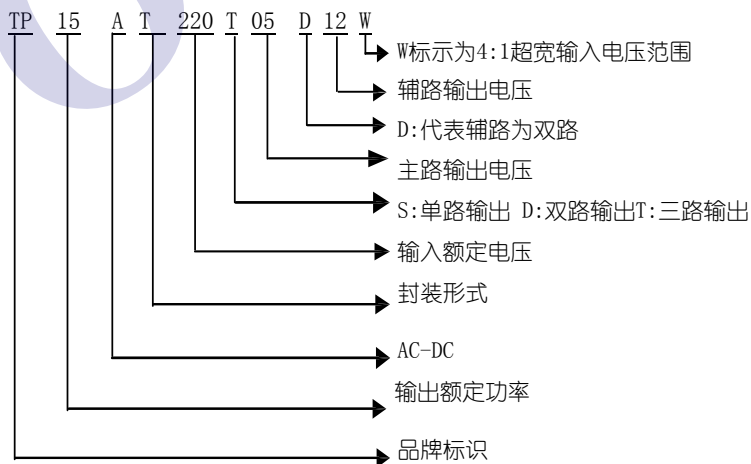 TP 15 A T 220 T 05 D 12 W
W标示为4:1超宽输入电压范围
辅路输出电压
D:代表辅路为双路
主路输出电压
S:单路输出 D:双路输出T:三路输出
输入额定电压
封装形式
AC-DC
输出额定功率
品牌标识